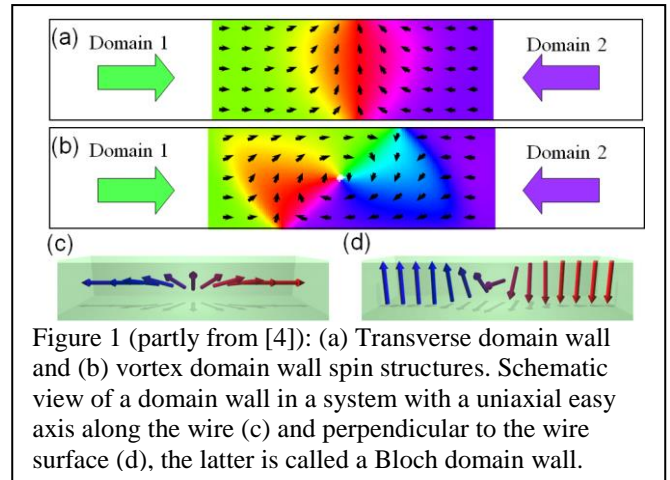 (a)
Domain 1
Domain 2
(b)
Domain 1
Domain 2
(c)
(d)
Figure 1 (partly from [4]): (a) Transverse domain wall
and (b) vortex domain wall spin structures. Schematic
view of a domain wall in a system with a uniaxial easy
axis along the wire (c) and perpendicular to the wire
surface (d), the latter is called a Bloch domain wall.